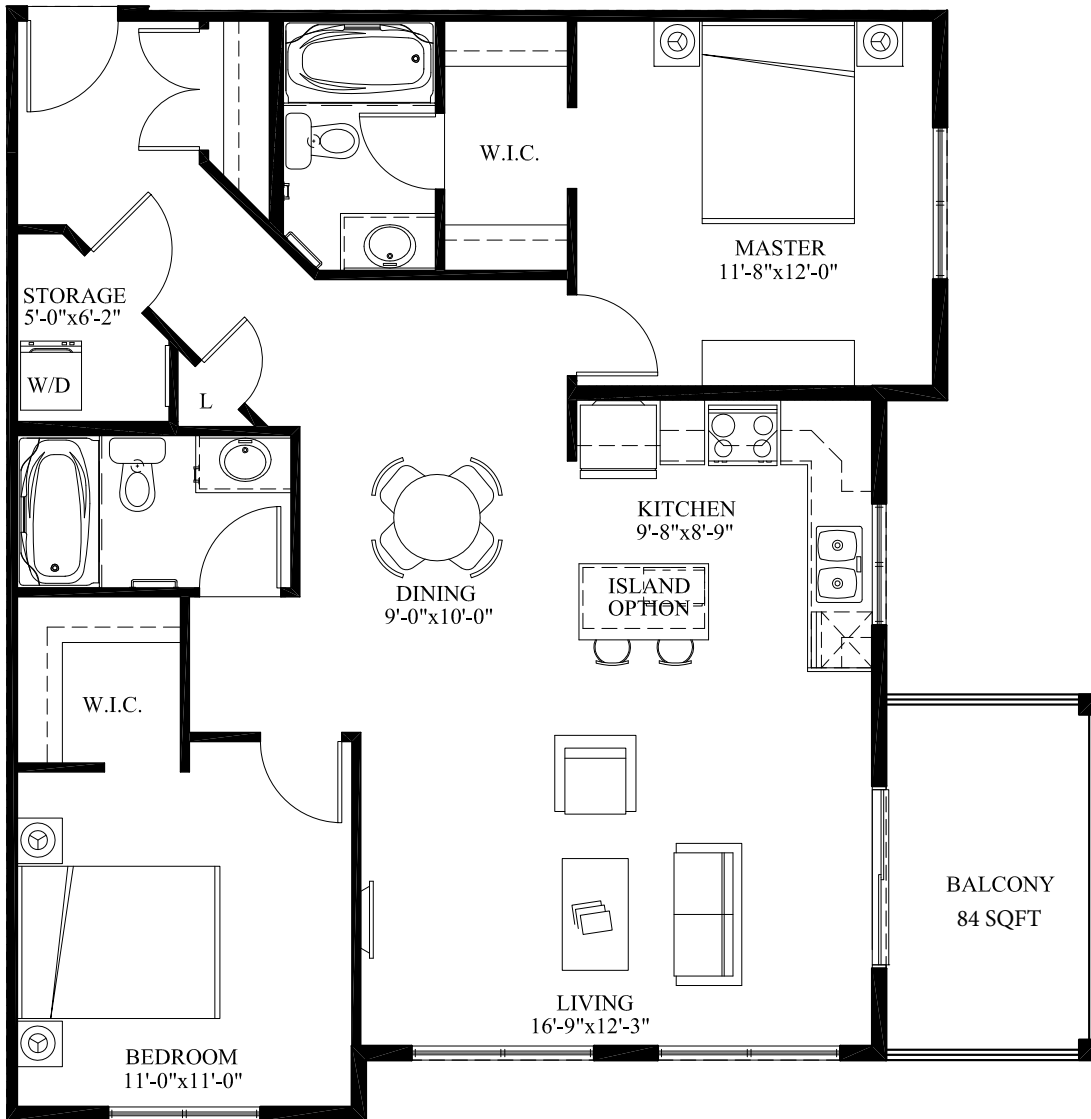 W.I.C.
MASTER
11'-8"x12'-0"
STORAGE
5'-0"x6'-2"
W/D
L
KITCHEN
9'-8"x8'-9"
DINING
9'-0"x10'-0"
ISLAND
OPTION
W.I.C.
BALCONY
84 SQFT
LIVING
16'-9"x12'-3"
BEDROOM
11'-0"x11'-0"